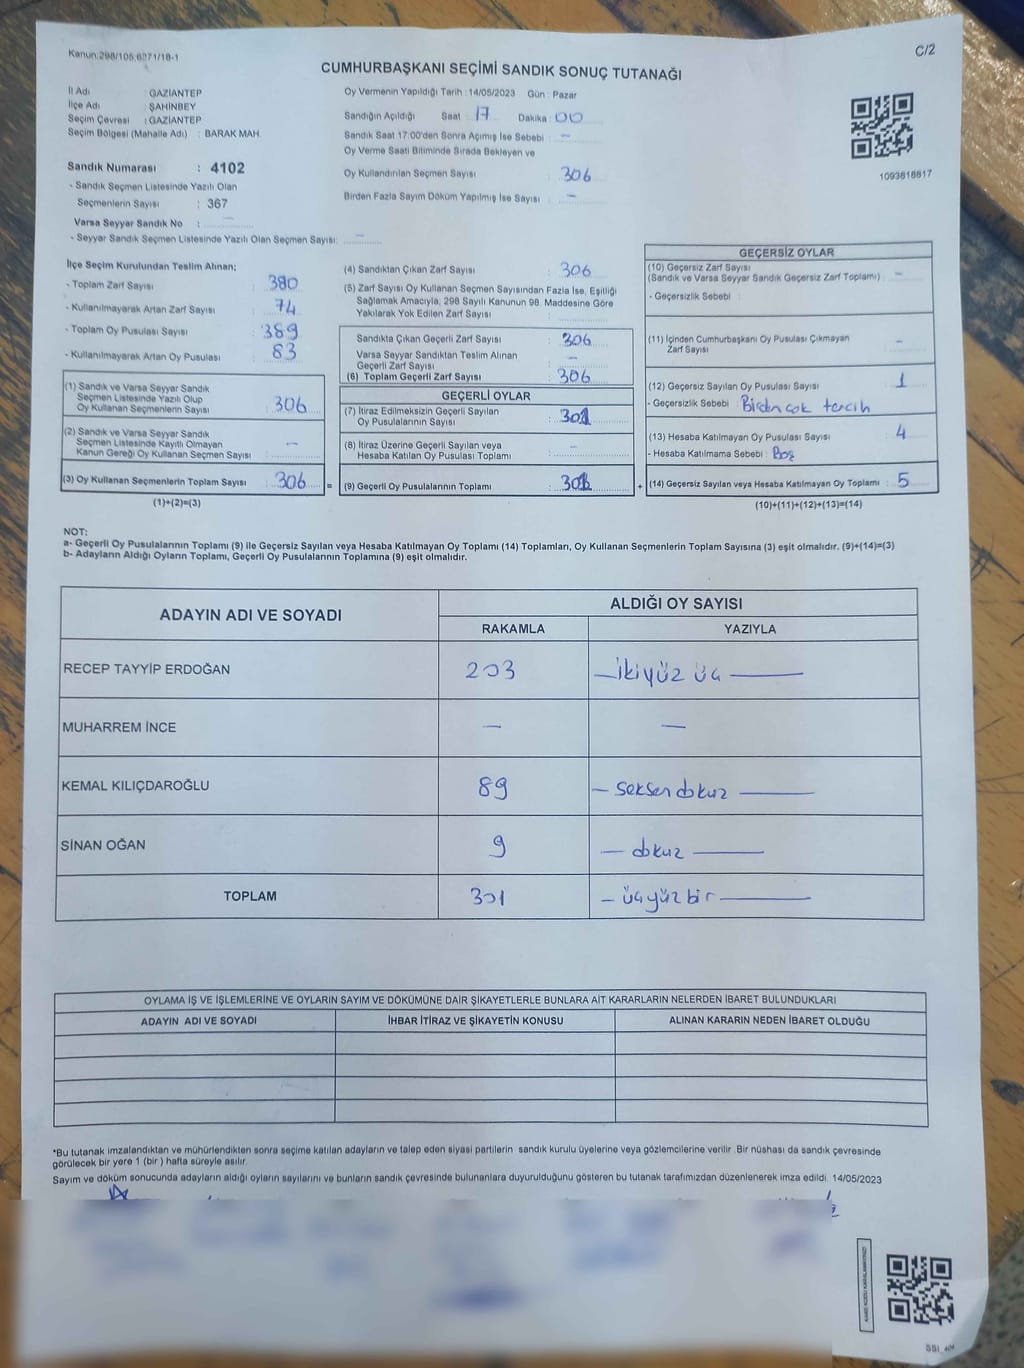 Kanun:298/105,6271/18-1
C/2
CUMHURBAŞKANI SEÇİMİ SANDIK SONUÇ TUTANAĞI
İl Adı : GAZİANTEP
İlçe Adı : ŞAHİNBEY
Seçim Çevresi : GAZİANTEP
Seçim Bölgesi (Mahalle Adı) : BARAK MAH.
Sandık Numarası : 4102
- Sandık Seçmen Listesinde Yazılı Olan
Seçmenlerin Sayısı : 367
Varsa Seyyar Sandık No : —
- Seyyar Sandık Seçmen Listesinde Yazılı Olan Seçmen Sayısı: —
Oy Vermenin Yapıldığı Tarih : 14/05/2023 Gün : Pazar
Sandığın Açıldığı Saat : 17 Dakika : 00
Sandık Saat 17:00'den Sonra Açımış İse Sebebi : —
Oy Verme Saati Bitiminde Sırada Bekleyen ve
Oy Kullandırılan Seçmen Sayısı : 306
Birden Fazla Sayım Döküm Yapılmış İse Sayısı : —
1093818817
İlçe Seçim Kurulundan Teslim Alınan;
- Toplam Zarf Sayısı : 380
- Kullanılmayarak Artan Zarf Sayısı : 74
- Toplam Oy Pusulası Sayısı : 389
- Kullanılmayarak Artan Oy Pusulası : 83
(1) Sandık ve Varsa Seyyar Sandık
Seçmen Listesinde Yazılı Olup
Oy Kullanan Seçmenlerin Sayısı : 306
(2) Sandık ve Varsa Seyyar Sandık
Seçmen Listesinde Kayıtlı Olmayan
Kanun Gereği Oy Kullanan Seçmen Sayısı : —
(3) Oy Kullanan Seçmenlerin Toplam Sayısı : 306 =
(1)+(2)=(3)
(4) Sandıktan Çıkan Zarf Sayısı : 306
(5) Zarf Sayısı Oy Kullanan Seçmen Sayısından Fazla İse, Eşitliği
Sağlamak Amacıyla, 298 Sayılı Kanunun 98. Maddesine Göre
Yakılarak Yok Edilen Zarf Sayısı :
Sandıkta Çıkan Geçerli Zarf Sayısı : 306
Varsa Seyyar Sandıktan Teslim Alınan
Geçerli Zarf Sayısı : —
(6) Toplam Geçerli Zarf Sayısı : 306
GEÇERLİ OYLAR
(7) İtiraz Edilmeksizin Geçerli Sayılan
Oy Pusulalarının Sayısı : 301
(8) İtiraz Üzerine Geçerli Sayılan veya
Hesaba Katılan Oy Pusulası Toplamı : —
(9) Geçerli Oy Pusulalarının Toplamı : 301 +
GEÇERSİZ OYLAR
(10) Geçersiz Zarf Sayısı
(Sandık ve Varsa Seyyar Sandık Geçersiz Zarf Toplamı) : —
- Geçersizlik Sebebi :
(11) İçinden Cumhurbaşkanı Oy Pusulası Çıkmayan
Zarf Sayısı : —
(12) Geçersiz Sayılan Oy Pusulası Sayısı : 1
- Geçersizlik Sebebi : Birden çok tercih
(13) Hesaba Katılmayan Oy Pusulası Sayısı : 4
- Hesaba Katılmama Sebebi : Boş
(14) Geçersiz Sayılan veya Hesaba Katılmayan Oy Toplamı : 5
(10)+(11)+(12)+(13)=(14)
NOT:
a- Geçerli Oy Pusulalarının Toplamı (9) ile Geçersiz Sayılan veya Hesaba Katılmayan Oy Toplamı (14) Toplamları, Oy Kullanan Seçmenlerin Toplam Sayısına (3) eşit olmalıdır. (9)+(14)=(3)
b- Adayların Aldığı Oyların Toplamı, Geçerli Oy Pusulalarının Toplamına (9) eşit olmalıdır.
ADAYIN ADI VE SOYADI
ALDIĞI OY SAYISI
RAKAMLA YAZIYLA
RECEP TAYYİP ERDOĞAN 203 — ikiyüz üç —
MUHARREM İNCE — —
KEMAL KILIÇDAROĞLU 89 — seksendokuz —
SİNAN OĞAN 9 — dokuz —
TOPLAM 301 — üçyüzbir —
OYLAMA İŞ VE İŞLEMLERİNE VE OYLARIN SAYIM VE DÖKÜMÜNE DAİR ŞİKAYETLERLE BUNLARA AİT KARARLARIN NELERDEN İBARET BULUNDUKLARI
ADAYIN ADI VE SOYADI İHBAR İTİRAZ VE ŞİKAYETİN KONUSU ALINAN KARARIN NEDEN İBARET OLDUĞU
*Bu tutanak imzalandıktan ve mühürlendikten sonra seçime katılan adayların ve talep eden siyasi partilerin sandık kurulu üyelerine veya gözlemcilerine verilir .Bir nüshası da sandık çevresinde
görülecek bir yere 1 (bir ) hafta süreyle asılır.
Sayım ve döküm sonucunda adayların aldığı oyların sayılarını ve bunların sandık çevresinde bulunanlara duyurulduğunu gösteren bu tutanak tarafımızdan düzenlenerek imza edildi. 14/05/2023
KARE KODU KARALAMAYINIZ!